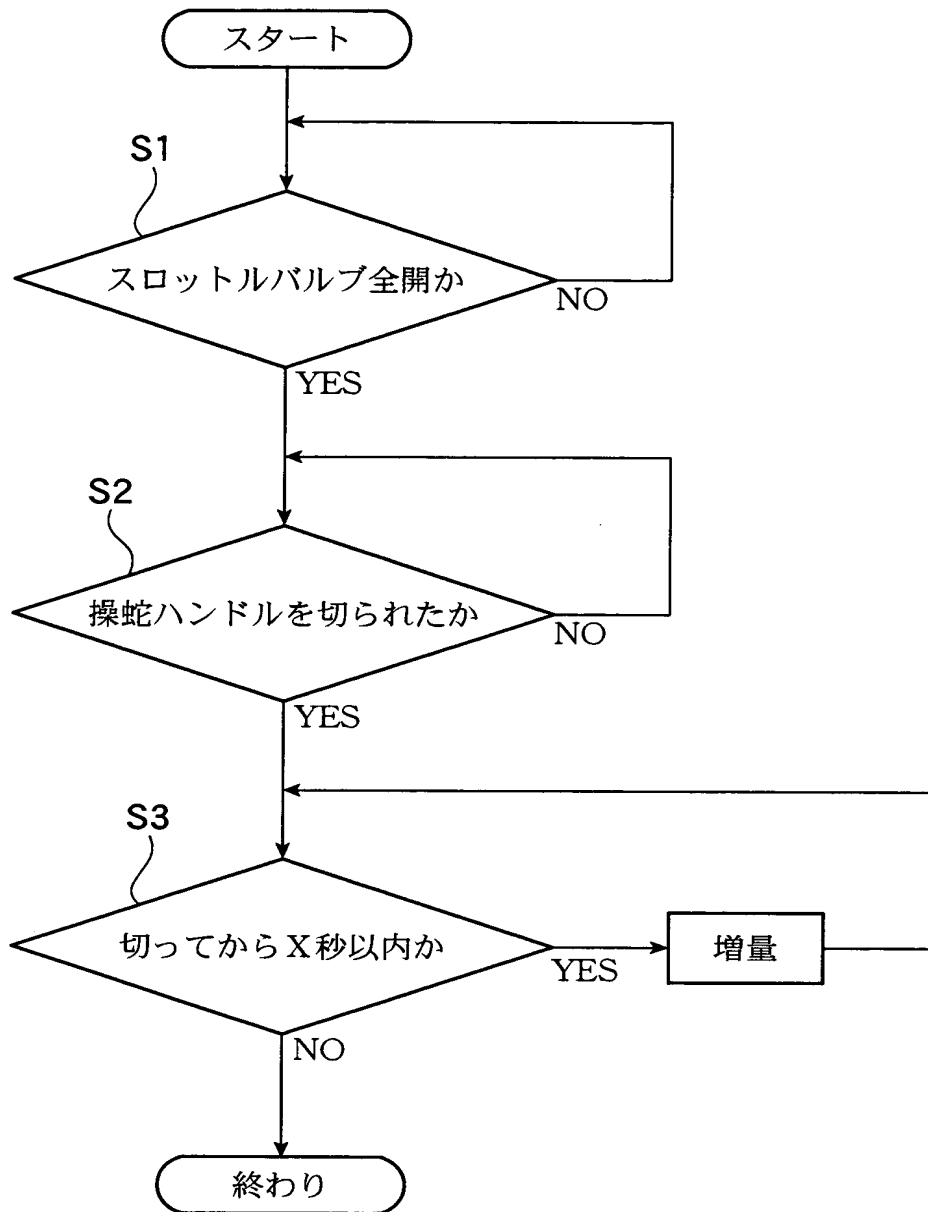 スタート
S1
スロットルバルブ全開か
NO
YES
S2
操蛇ハンドルを切られたか
NO
YES
S3
切ってからX秒以内か
YES
増量
NO
終わり